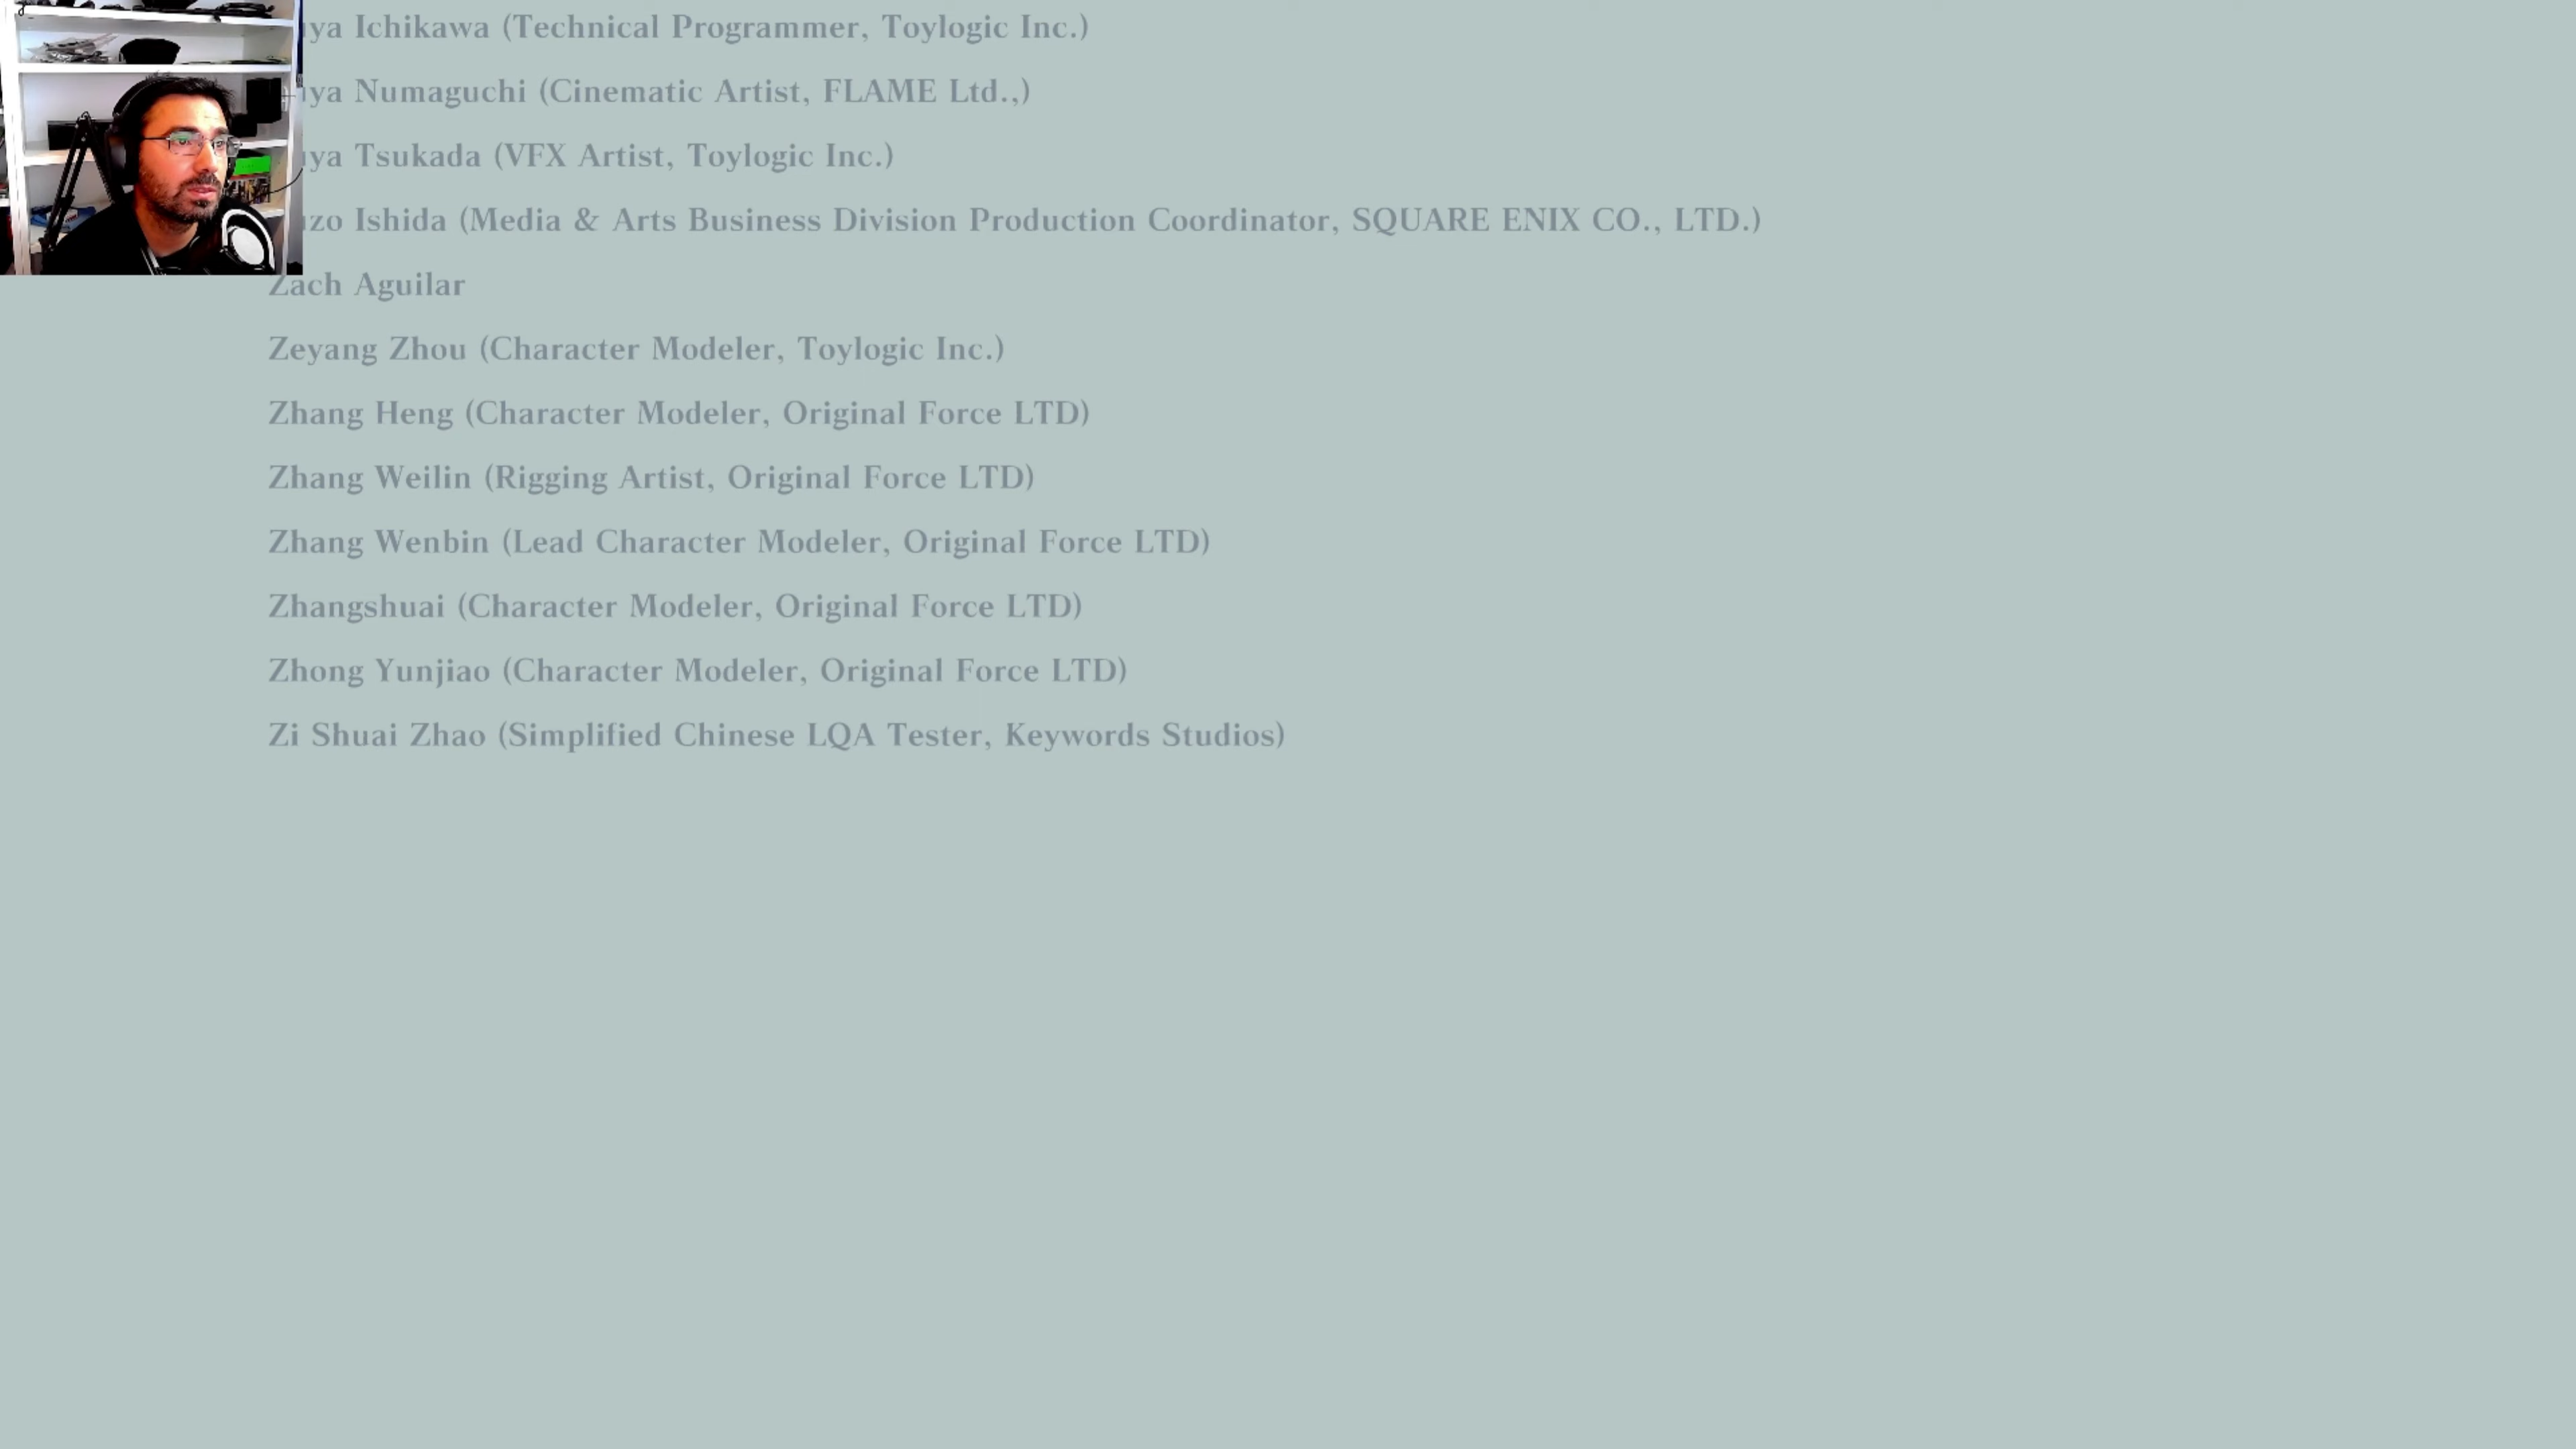 Ichikawa (Technical Programmer, Toylogic Inc.)
Numaguchi (Cinematic Artist, FLAME Ltd.,)
Tsukada (VFX Artist, Toylogic Inc.)
Ishida (Media & Arts Business Division Production Coordinator, SQUARE ENIX CO., LTD.)
Zach Aguilar
Zeyang Zhou (Character Modeler, Toylogic Inc.)
Zhang Heng (Character Modeler, Original Force LTD)
Zhang Weilin (Rigging Artist, Original Force LTD)
Zhang Wenbin (Lead Character Modeler, Original Force LTD)
Zhangshuai (Character Modeler, Original Force LTD)
Zhong Yunjiao (Character Modeler, Original Force LTD)
Zi Shuai Zhao (Simplified Chinese LQA Tester, Keywords Studios)